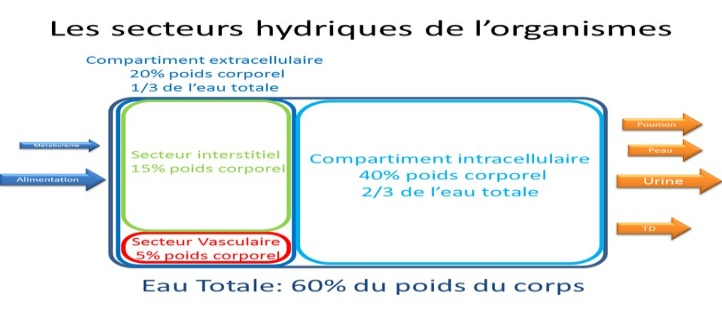 Les secteurs hydriques de l’organismes
Compartiment extracellulaire
20% poids corporel
1/3 de l’eau totale
Métabolisme
Alimentation
Secteur interstitiel
15% poids corporel
Secteur Vasculaire
5% poids corporel
Compartiment intracellulaire
40% poids corporel
2/3 de l’eau totale
Poumon
Peau
Urine
TD
Eau Totale: 60% du poids du corps